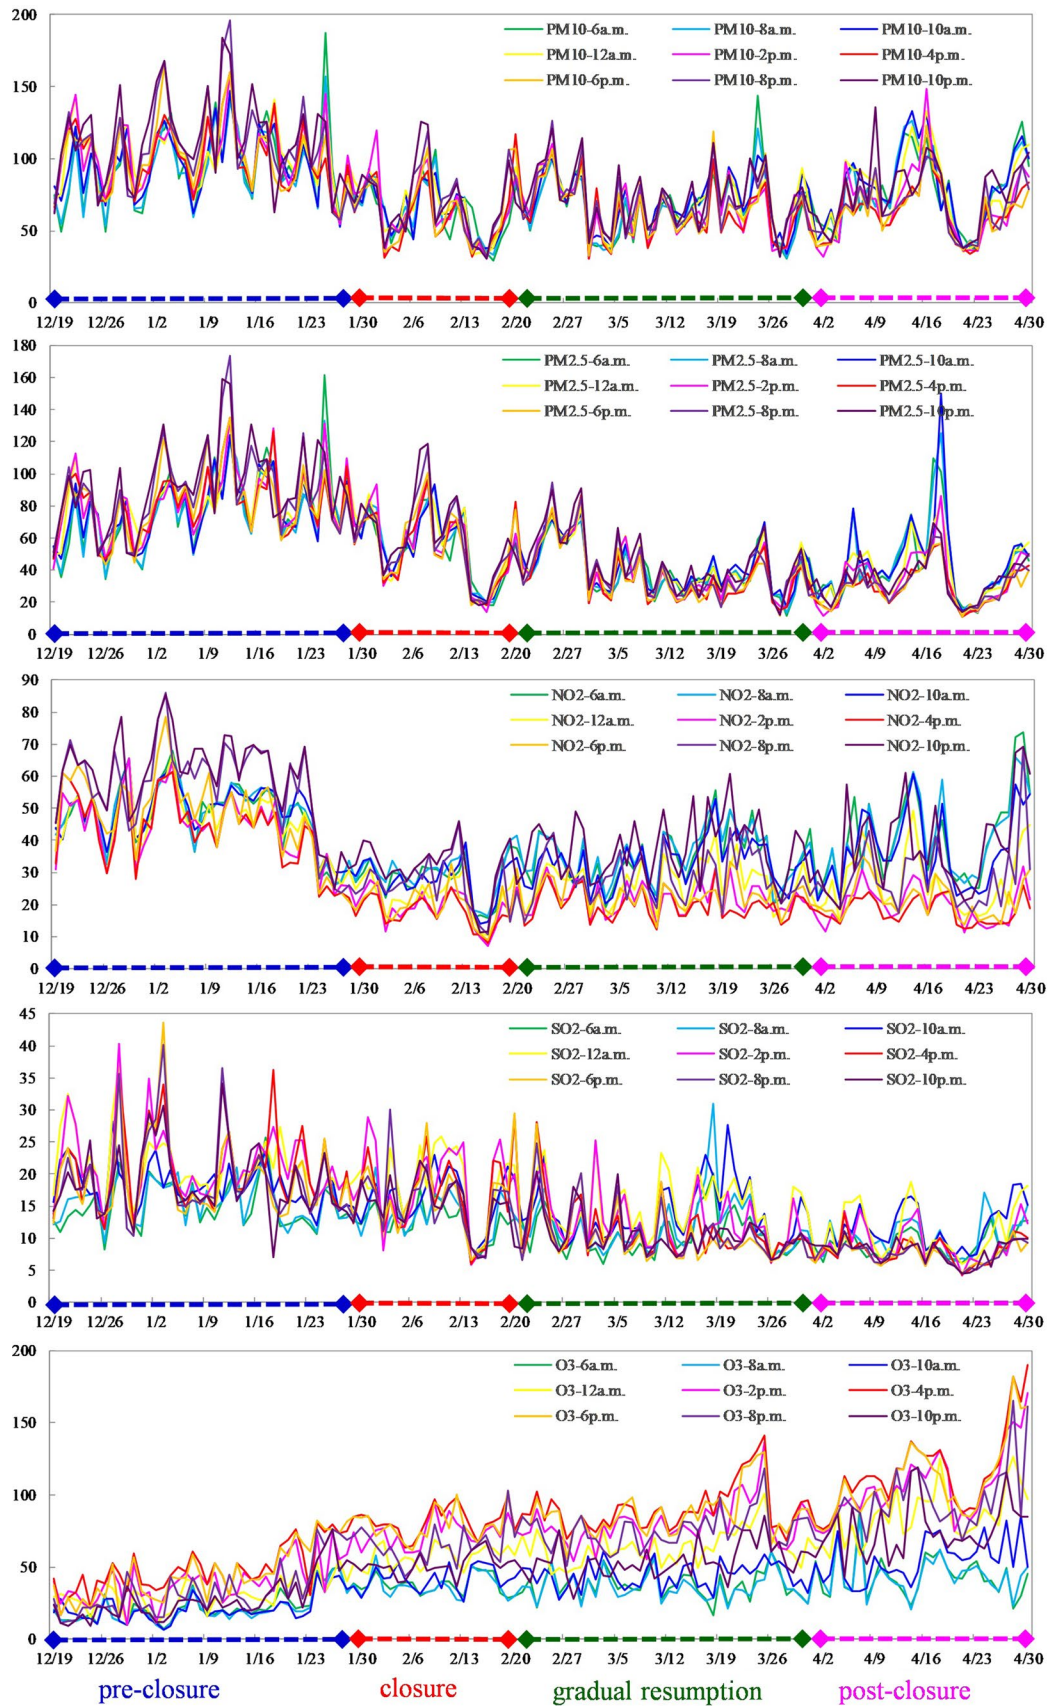 200
PM10-6a.m. PM10-8a.m. PM10-10a.m.
PM10-12a.m. PM10-2p.m. PM10-4p.m.
PM10-6p.m. PM10-8p.m. PM10-10p.m.
150
100
50
0
12/19 12/26 1/2 1/9 1/16 1/23 1/30 2/6 2/13 2/20 2/27 3/5 3/12 3/19 3/26 4/2 4/9 4/16 4/23 4/30
180
PM2.5-6a.m. PM2.5-8a.m. PM2.5-10a.m.
160
PM2.5-12a.m. PM2.5-2p.m. PM2.5-4p.m.
140
PM2.5-6p.m. PM2.5-8p.m. PM2.5-10p.m.
120
100
80
60
40
20
0
12/19 12/26 1/2 1/9 1/16 1/23 1/30 2/6 2/13 2/20 2/27 3/5 3/12 3/19 3/26 4/2 4/9 4/16 4/23 4/30
90
NO2-6a.m. NO2-8a.m. NO2-10a.m.
80
NO2-12a.m. NO2-2p.m. NO2-4p.m.
70
NO2-6p.m. NO2-8p.m. NO2-10p.m.
60
50
40
30
20
10
0
12/19 12/26 1/2 1/9 1/16 1/23 1/30 2/6 2/13 2/20 2/27 3/5 3/12 3/19 3/26 4/2 4/9 4/16 4/23 4/30
45
SO2-6a.m. SO2-8a.m. SO2-10a.m.
40
SO2-12a.m. SO2-2p.m. SO2-4p.m.
35
SO2-6p.m. SO2-8p.m. SO2-10p.m.
30
25
20
15
10
5
0
12/19 12/26 1/2 1/9 1/16 1/23 1/30 2/6 2/13 2/20 2/27 3/5 3/12 3/19 3/26 4/2 4/9 4/16 4/23 4/30
200
O3-6a.m. O3-8a.m. O3-10a.m.
O3-12a.m. O3-2p.m. O3-4p.m.
O3-6p.m. O3-8p.m. O3-10p.m.
150
100
50
0
12/19 12/26 1/2 1/9 1/16 1/23 1/30 2/6 2/13 2/20 2/27 3/5 3/12 3/19 3/26 4/2 4/9 4/16 4/23 4/30
pre-closure closure gradual resumption post-closure